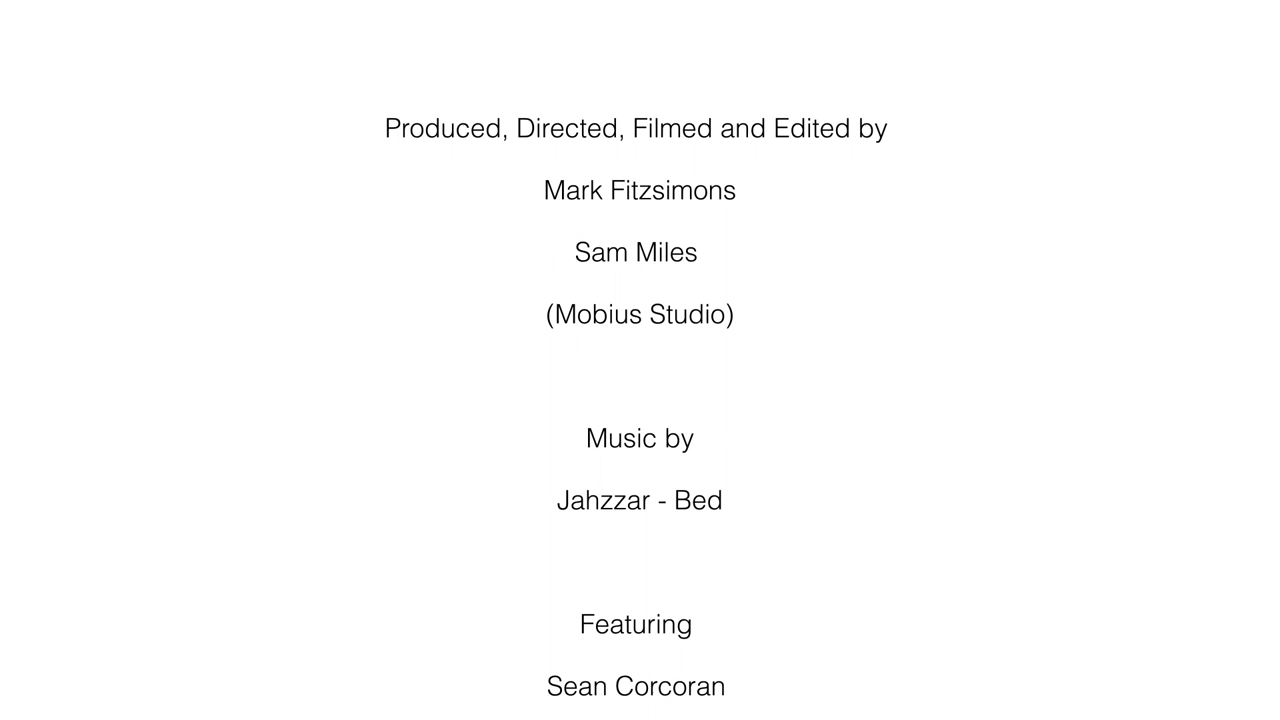 Produced, Directed, Filmed and Edited by
Mark Fitzsimons
Sam Miles
(Mobius Studio)
Music by
Jahzzar - Bed
Featuring
Sean Corcoran